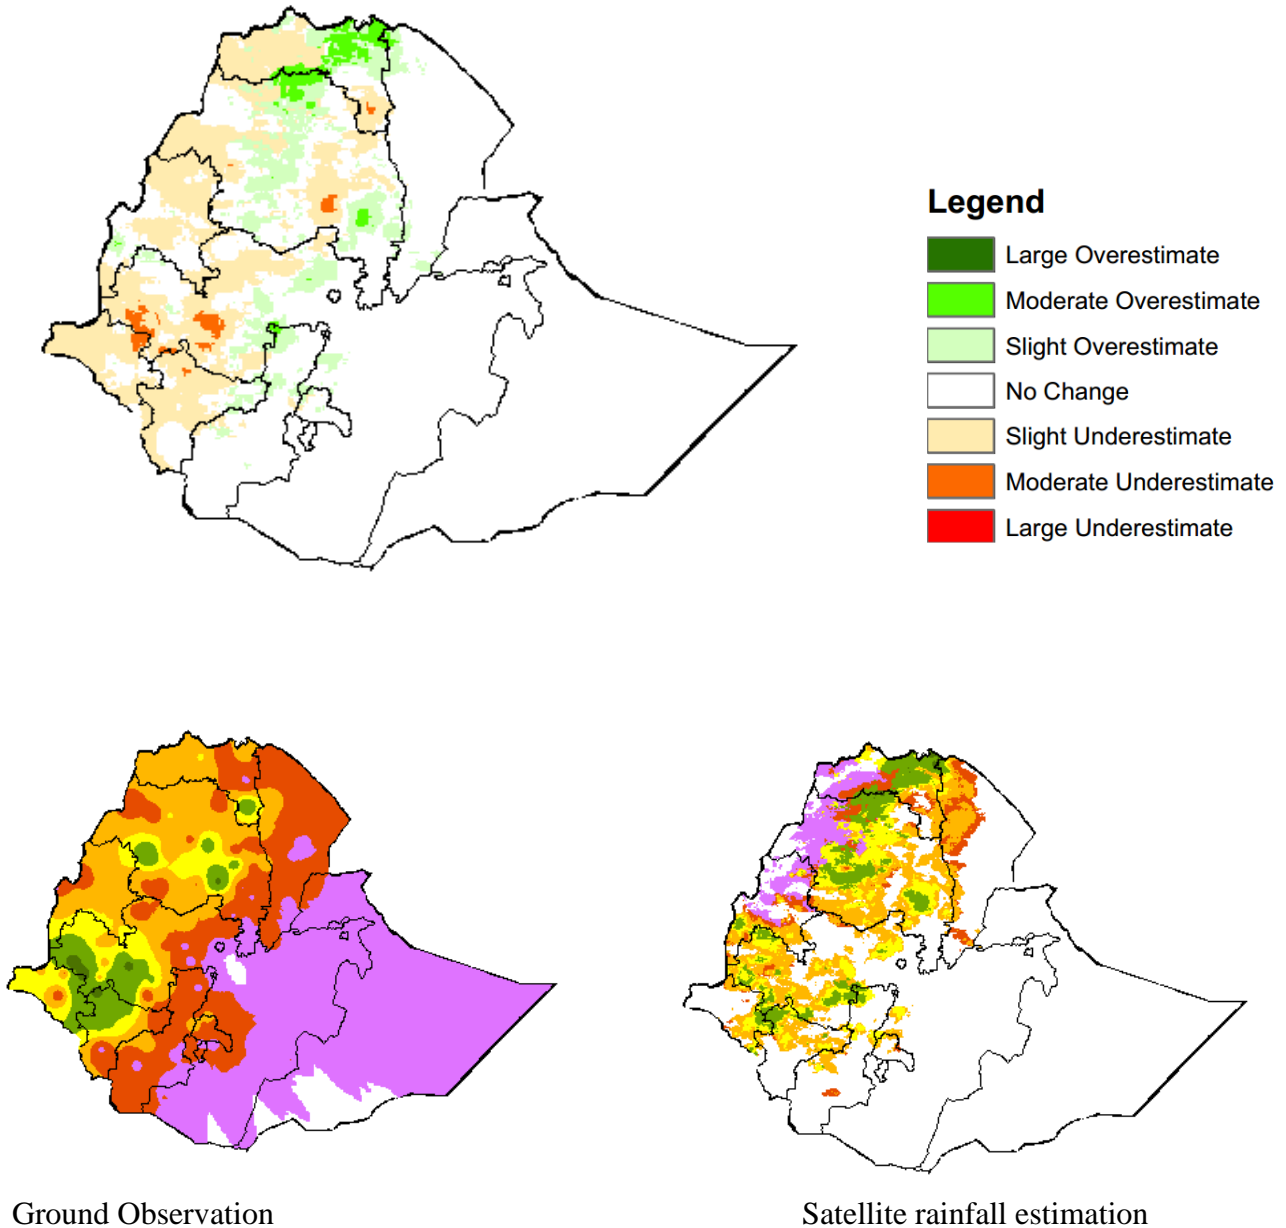 Legend
Large Overestimate
Moderate Overestimate
Slight Overestimate
No Change
Slight Underestimate
Moderate Underestimate
Large Underestimate
Ground Observation
Satellite rainfall estimation